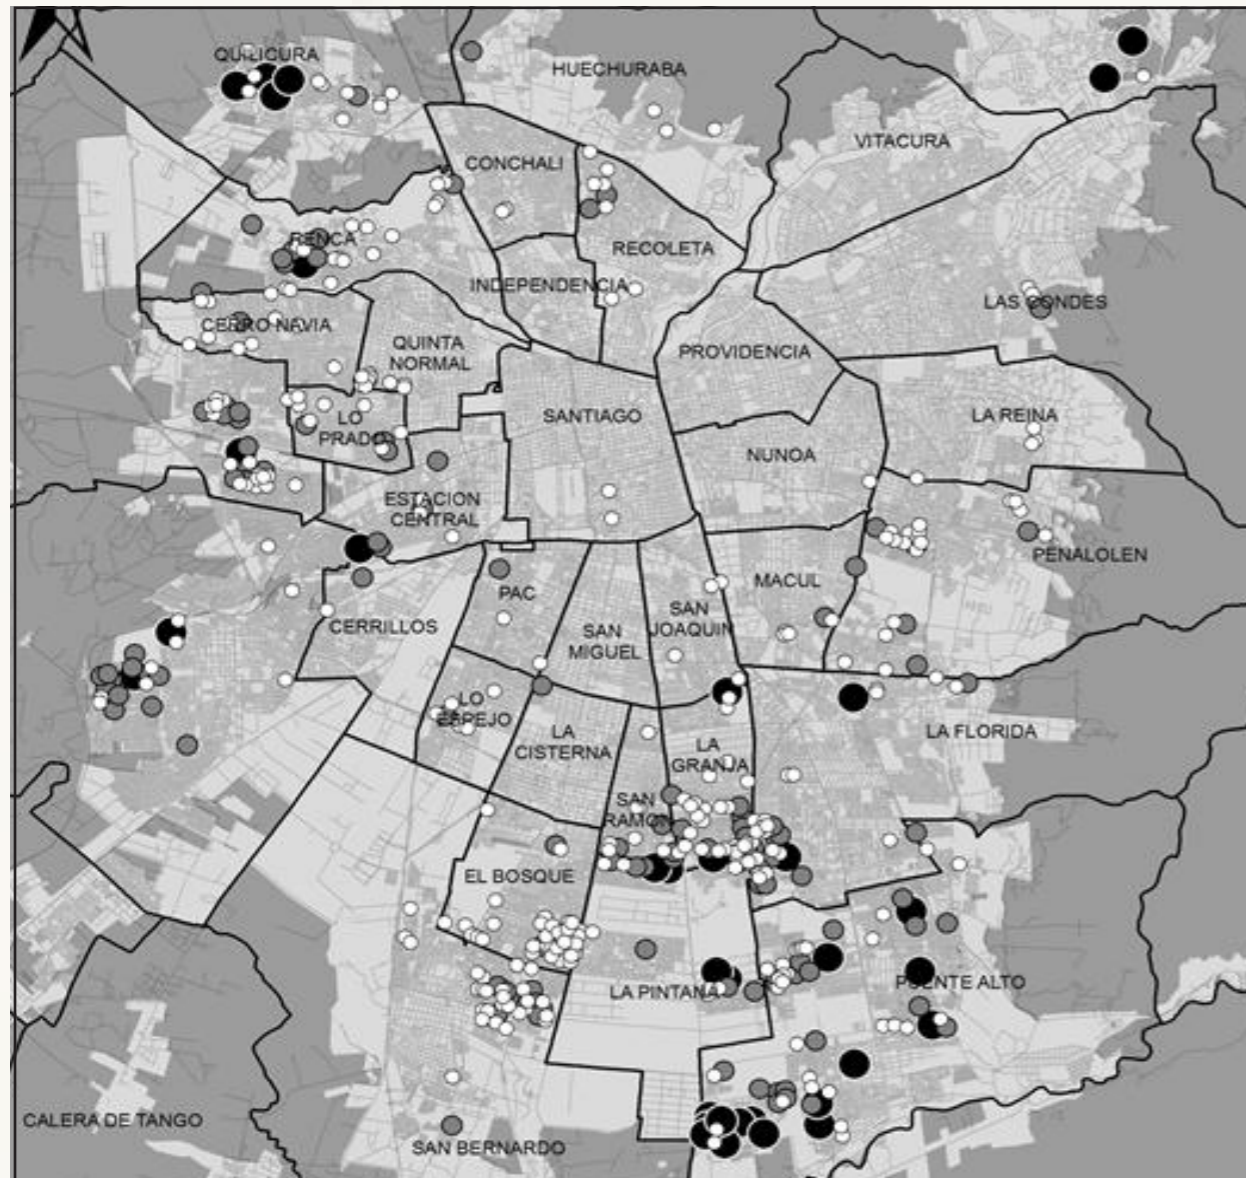 QUILICURA
HUECHURABA
VITACURA
CONCHALI
RENCA
RECOLETA
INDEPENDENCIA
LAS CONDES
CERRO NAVIA
QUINTA
NORMAL
PROVIDENCIA
LO
PRADO
SANTIAGO
LA REINA
NUNOA
ESTACION
CENTRAL
PENALOLEN
PAC
MACUL
CERRILLOS
SAN
MIGUEL
SAN
JOAQUIN
LO
ESPEJO
LA
CISTERNA
LA
GRANJA
LA FLORIDA
SAN
RAMON
EL BOSQUE
LA PINTANA
PUENTE ALTO
CALERA DE TANGO
SAN BERNARDO